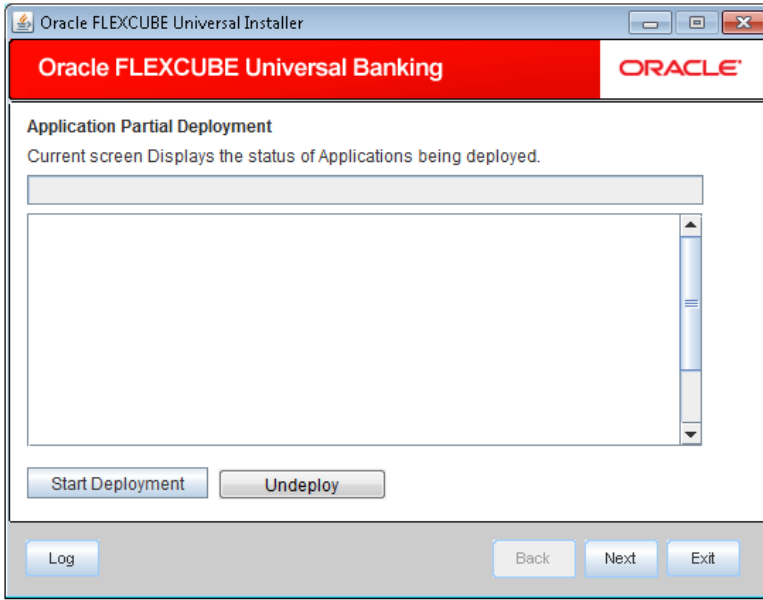 Oracle FLEXCUBE Universal Installer
Oracle FLEXCUBE Universal Banking
ORACLE
Application Partial Deployment
Current screen Displays the status of Applications being deployed.
Start Deployment Undeploy
Log Back Next Exit